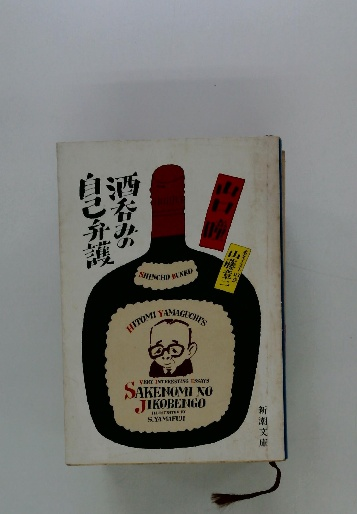 酒呑みの
自己弁護
山口瞳
山藤章二
SHINCHO BUNKO
HITOMI YAMAGUCHI'S
VERY INTERESTING ESSAYS
SAKENOMI NO
JIKOBENGO
ILLUSTRATED BY
S.YAMAFUJI
新潮文庫